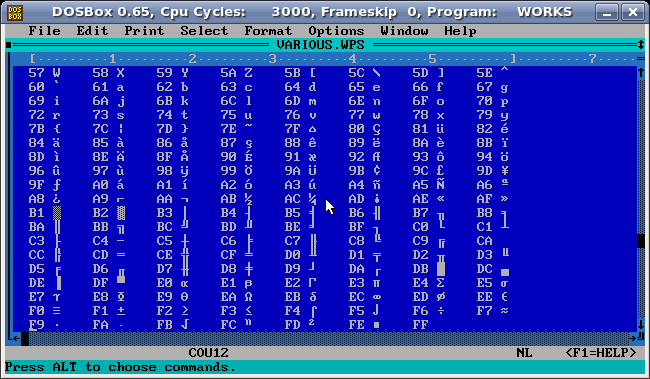 DOSBox 0.65, Cpu Cycles: 3000, Frameskip 0, Program: WORKS
File Edit Print Select Format Options Window Help
VARIOUS.WPS
[········1·········2·········3·········4·········5·········]·········7·
57 W 58 X 59 Y 5A Z 5B [ 5C \ 5D ] 5E ^
60 ` 61 a 62 b 63 c 64 d 65 e 66 f 67 g
69 i 6A j 6B k 6C l 6D m 6E n 6F o 70 p
72 r 73 s 74 t 75 u 76 v 77 w 78 x 79 y
7B { 7C ¦ 7D } 7E ~ 7F ⌂ 80 Ç 81 ü 82 é
84 ä 85 à 86 å 87 ç 88 ê 89 ë 8A è 8B ï
8D ì 8E Ä 8F Å 90 É 91 æ 92 Æ 93 ô 94 ö
96 û 97 ù 98 ÿ 99 Ö 9A Ü 9B ¢ 9C £ 9D ¥
9F ƒ A0 á A1 í A2 ó A3 ú A4 ñ A5 Ñ A6 ª
A8 ¿ A9 ⌐ AA ¬ AB ½ AC ¼ AD ¡ AE « AF »
B1 ▒ B2 ▓ B3 │ B4 ┤ B5 ╡ B6 ╢ B7 ╖ B8 ╕
BA ║ BB ╗ BC ╝ BD ╜ BE ╛ BF ┐ C0 └ C1 ┴
C3 ├ C4 ─ C5 ┼ C6 ╞ C7 ╟ C8 ╚ C9 ╔ CA
CC ╠ CD ═ CE ╬ CF ╧ D0 ╨ D1 ╤ D2 ╥ D3 ╙
D5 ╒ D6 ╓ D7 ╫ D8 ╪ D9 ┘ DA ┌ DB █ DC ▄
DE ▐ DF ▀ E0 α E1 β E2 Γ E3 π E4 Σ E5 σ
E7 τ E8 Φ E9 Θ EA Ω EB δ EC ∞ ED φ EE ε
F0 ≡ F1 ± F2 ≥ F3 ≤ F4 ⌠ F5 ⌡ F6 ÷ F7 ≈
F9 ∙ FA · FB √ FC ⁿ FD ² FE ■ FF
COU12 NL <F1=HELP>
Press ALT to choose commands.